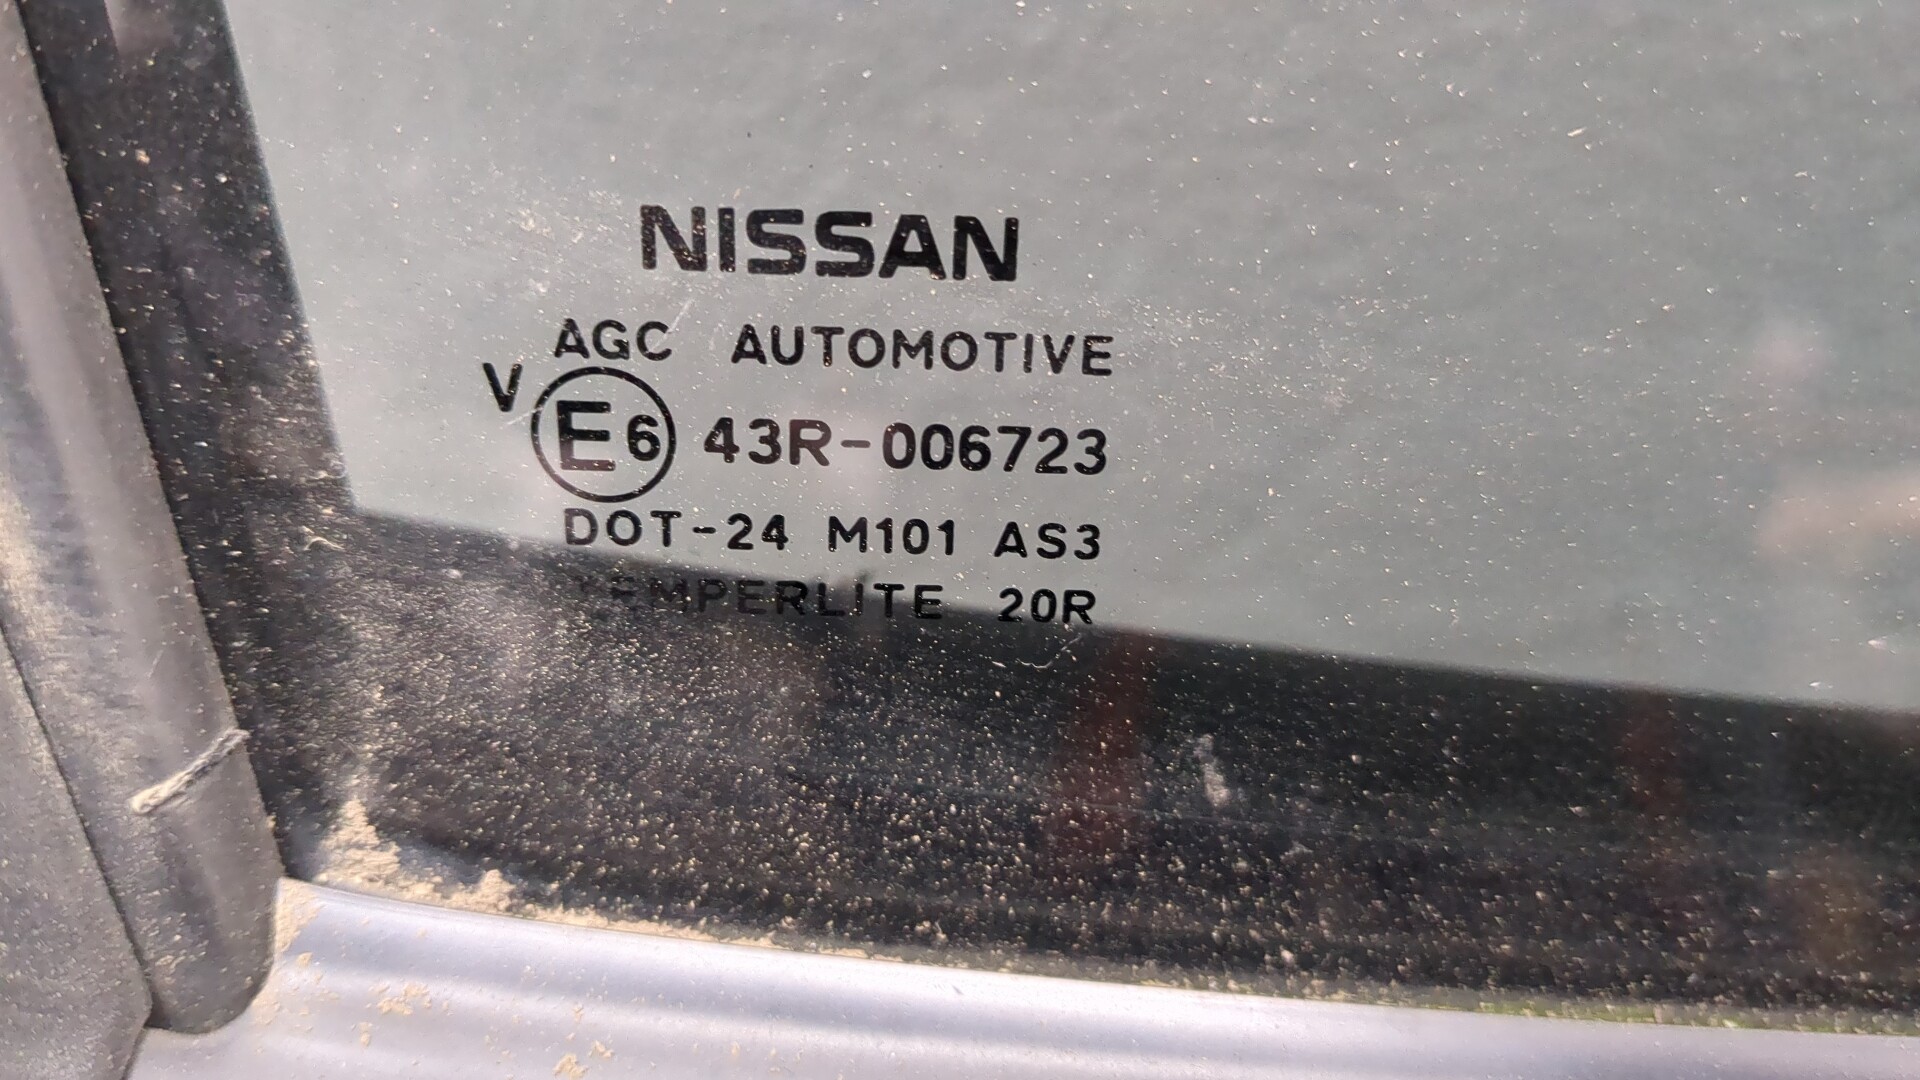 NISSAN
AGC AUTOMOTIVE
V E6 43R-006723
DOT-24 M101 AS3
TEMPERLITE 20R